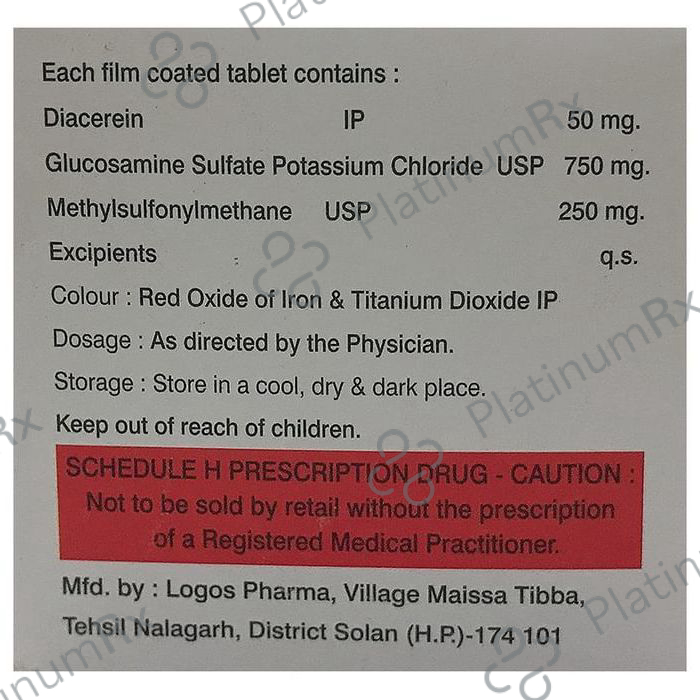 Each film coated tablet contains :
Diacerein IP 50 mg.
Glucosamine Sulfate Potassium Chloride USP 750 mg.
Methylsulfonylmethane USP 250 mg.
Excipients : q.s.
Colour : Red Oxide of Iron & Titanium Dioxide IP
Dosage : As directed by the Physician.
Storage : Store in a cool, dry & dark place.
Keep out of reach of children.
SCHEDULE H PRESCRIPTION DRUG - CAUTION :
Not to be sold by retail without the prescription
of a Registered Medical Practitioner.
Mfd. by : Logos Pharma, Village Maissa Tibba,
Tehsil Nalagarh, District Solan (H.P.)-174 101
PlatinumRx
PlatinumRx
PlatinumRx